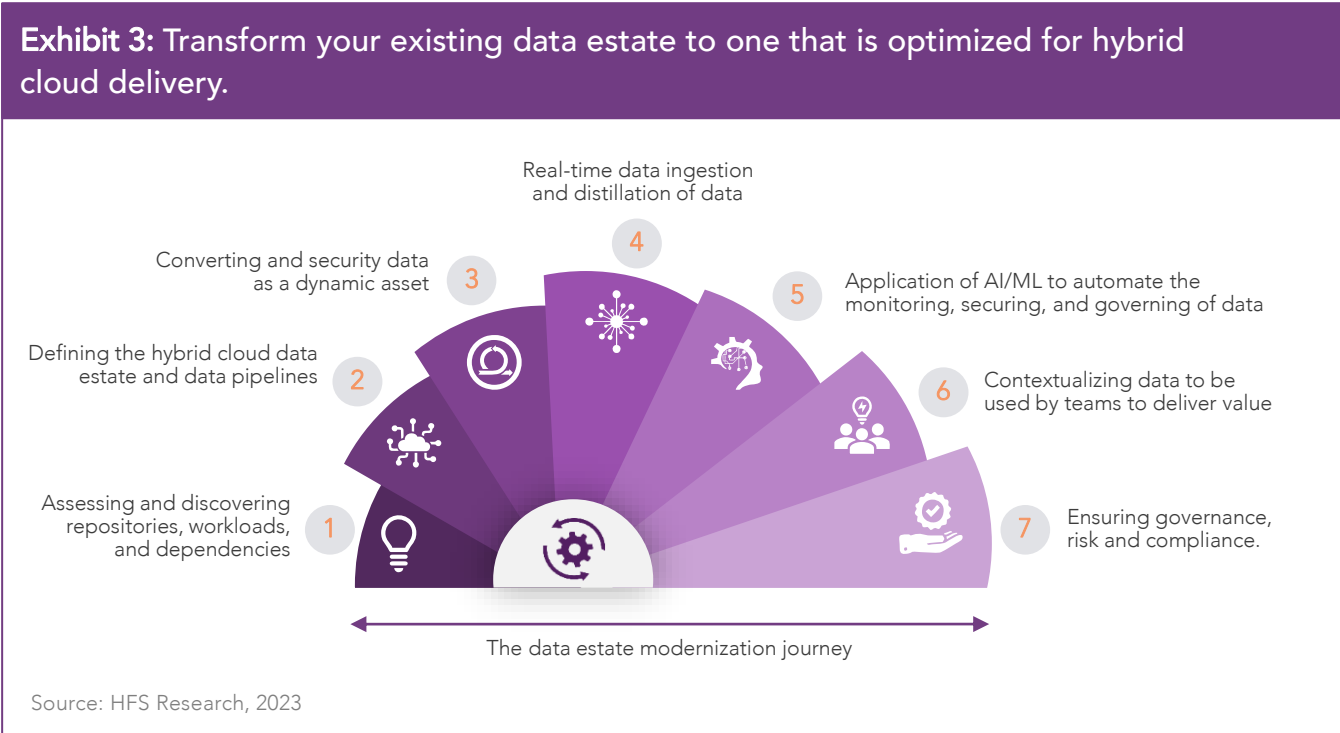 Exhibit 3: Transform your existing data estate to one that is optimized for hybrid
cloud delivery.
Real-time data ingestion
and distillation of data
4
Converting and security data
as a dynamic asset
3
5
Application of AI/ML to automate the
monitoring, securing, and governing of data
Defining the hybrid cloud data
estate and data pipelines
2
6
Contextualizing data to be
used by teams to deliver value
Assessing and discovering
repositories, workloads,
and dependencies
1
7
Ensuring governance,
risk and compliance.
The data estate modernization journey
Source: HFS Research, 2023